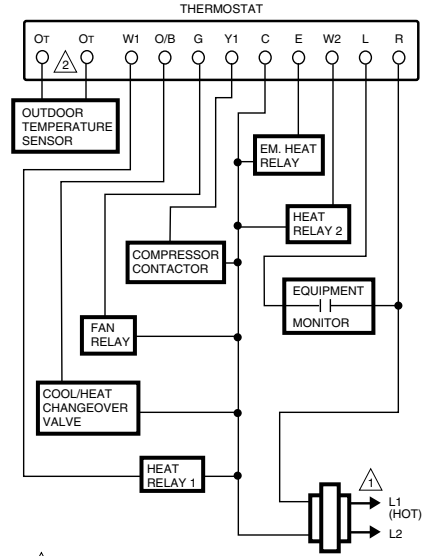 THERMOSTAT
OT OT W1 O/B G Y1 C E W2 L R
2
OUTDOOR
TEMPERATURE
SENSOR
EM. HEAT
RELAY
HEAT
RELAY 2
COMPRESSOR
CONTACTOR
EQUIPMENT
MONITOR
FAN
RELAY
COOL/HEAT
CHANGEOVER
VALVE
HEAT
RELAY 1
1
L1
(HOT)
L2